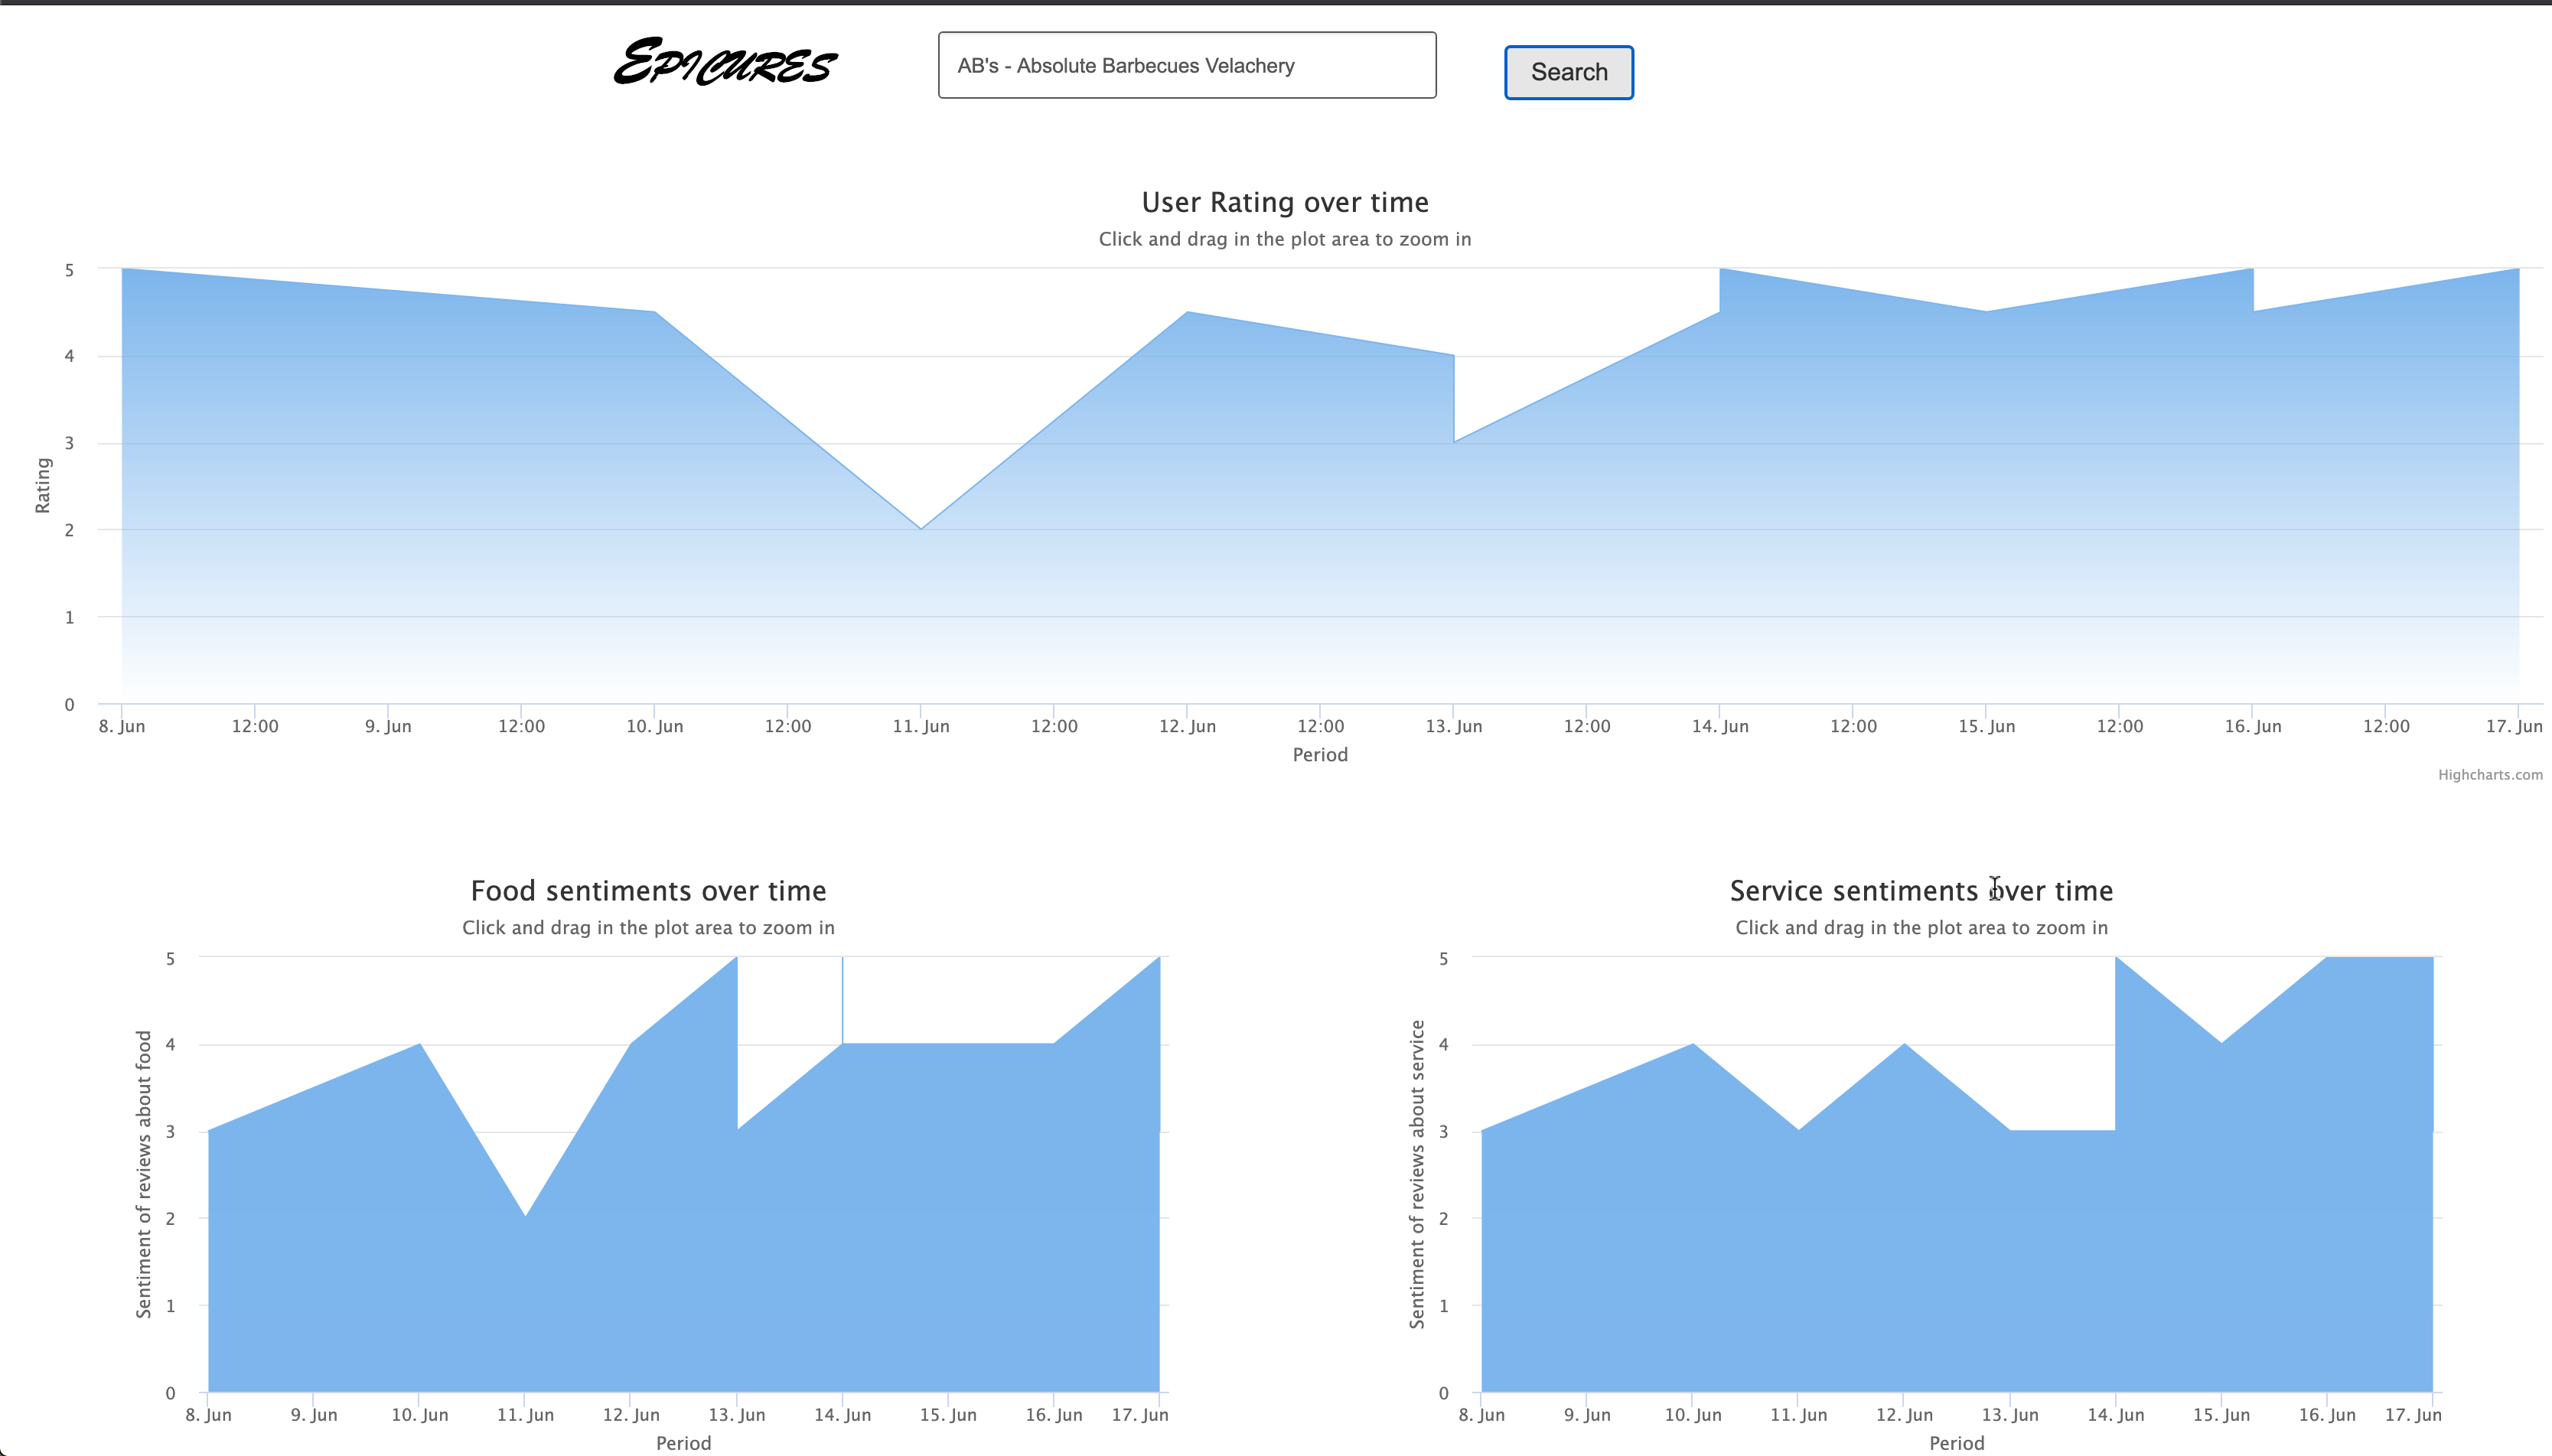 EPICURES
AB's - Absolute Barbecues Velachery
Search
User Rating over time
Click and drag in the plot area to zoom in
5
4
3
2
1
0
Rating
8. Jun 12:00 9. Jun 12:00 10. Jun 12:00 11. Jun 12:00 12. Jun 12:00 13. Jun 12:00 14. Jun 12:00 15. Jun 12:00 16. Jun 12:00 17. Jun
Period
Highcharts.com
Food sentiments over time
Click and drag in the plot area to zoom in
5
4
3
2
1
0
Sentiment of reviews about food
8. Jun 9. Jun 10. Jun 11. Jun 12. Jun 13. Jun 14. Jun 15. Jun 16. Jun 17. Jun
Period
Service sentiments over time
Click and drag in the plot area to zoom in
5
4
3
2
1
0
Sentiment of reviews about service
8. Jun 9. Jun 10. Jun 11. Jun 12. Jun 13. Jun 14. Jun 15. Jun 16. Jun 17. Jun
Period